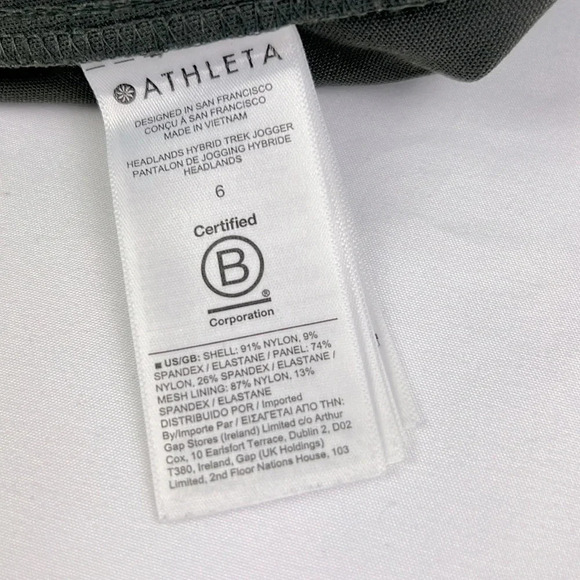 ATHLETA
DESIGNED IN SAN FRANCISCO
CONÇU À SAN FRANCISCO
MADE IN VIETNAM
HEADLANDS HYBRID TREK JOGGER
PANTALON DE JOGGING HYBRIDE
HEADLANDS
6
Certified
B
®
Corporation
■ US/GB: SHELL: 91% NYLON, 9%
SPANDEX / ELASTANE / PANEL: 74%
NYLON, 26% SPANDEX / ELASTANE /
MESH LINING: 87% NYLON, 13%
SPANDEX / ELASTANE
DISTRIBUIDO POR / Imported
By/Importe Par / ΕΙΣΑΓΕΤΑΙ ΑΠΟ ΤΗΝ:
Gap Stores (Ireland) Limited c/o Arthur
Cox, 10 Earlsfort Terrace, Dublin 2, D02
T380, Ireland, Gap (UK Holdings)
Limited, 2nd Floor Nations House, 103